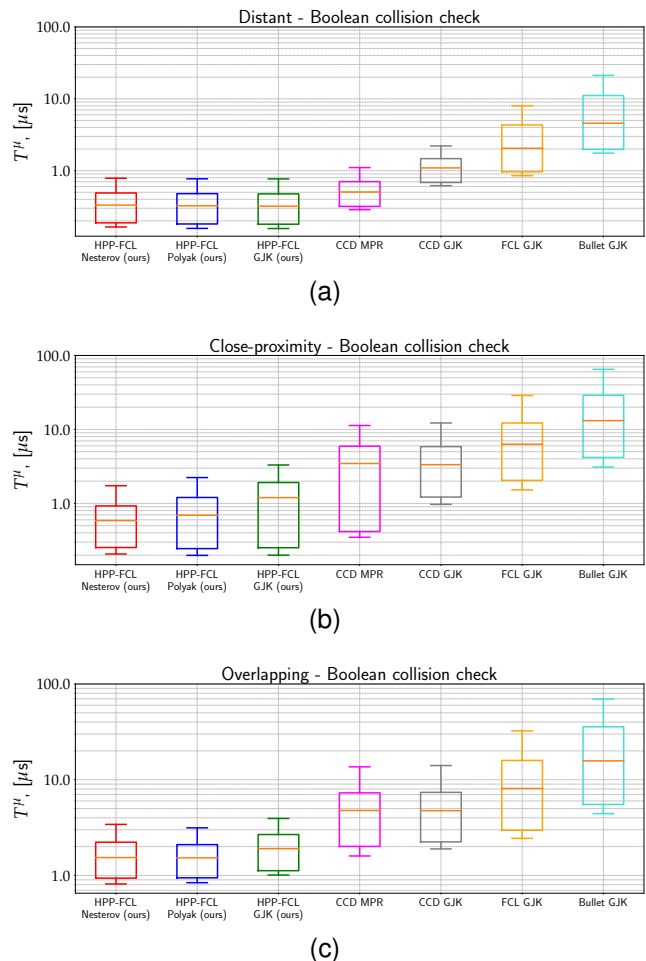 Distant - Boolean collision check
100.0
10.0
1.0
T^μ, [μs]
HPP-FCL Nesterov (ours)
HPP-FCL Polyak (ours)
HPP-FCL GJK (ours)
CCD MPR
CCD GJK
FCL GJK
Bullet GJK
(a)
Close-proximity - Boolean collision check
100.0
10.0
1.0
T^μ, [μs]
HPP-FCL Nesterov (ours)
HPP-FCL Polyak (ours)
HPP-FCL GJK (ours)
CCD MPR
CCD GJK
FCL GJK
Bullet GJK
(b)
Overlapping - Boolean collision check
100.0
10.0
1.0
T^μ, [μs]
HPP-FCL Nesterov (ours)
HPP-FCL Polyak (ours)
HPP-FCL GJK (ours)
CCD MPR
CCD GJK
FCL GJK
Bullet GJK
(c)